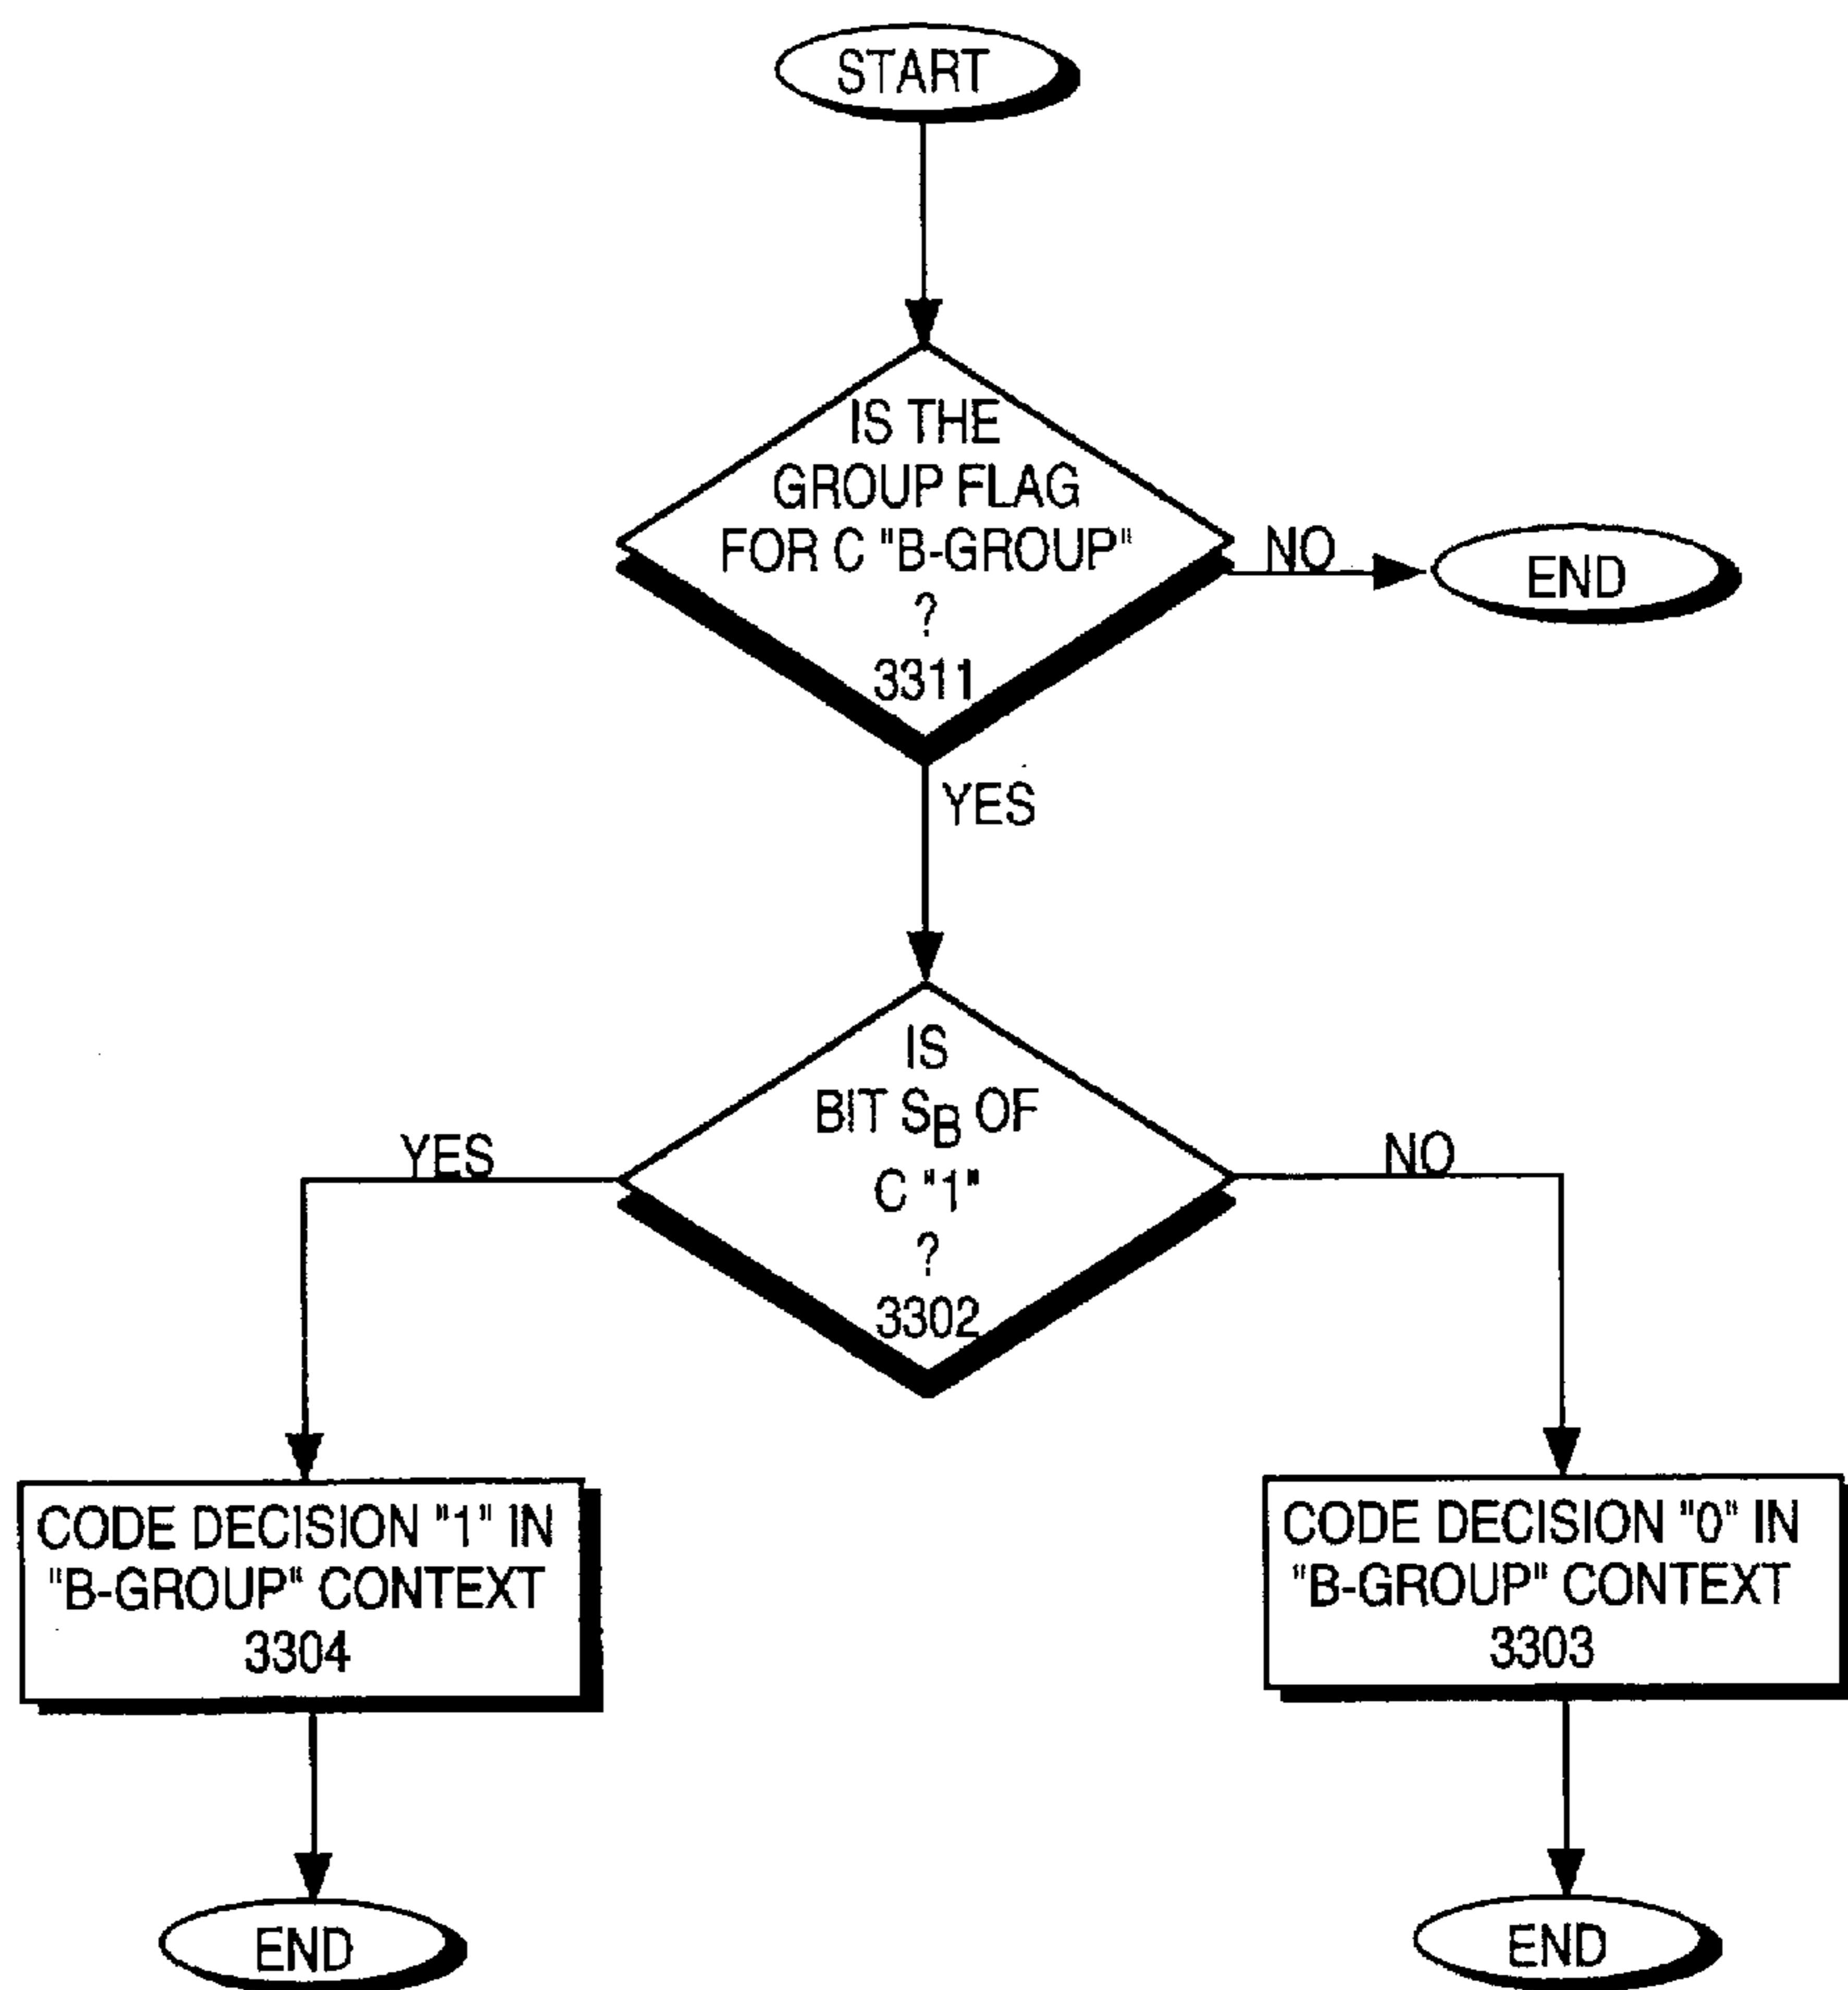 START
IS THE
GROUP FLAG
FOR C "B-GROUP"
?
3311
NO
END
YES
IS
BIT SB OF
C "1"
?
3302
YES
NO
CODE DECISION "1" IN
"B-GROUP" CONTEXT
3304
CODE DECISION "0" IN
"B-GROUP" CONTEXT
3303
END
END